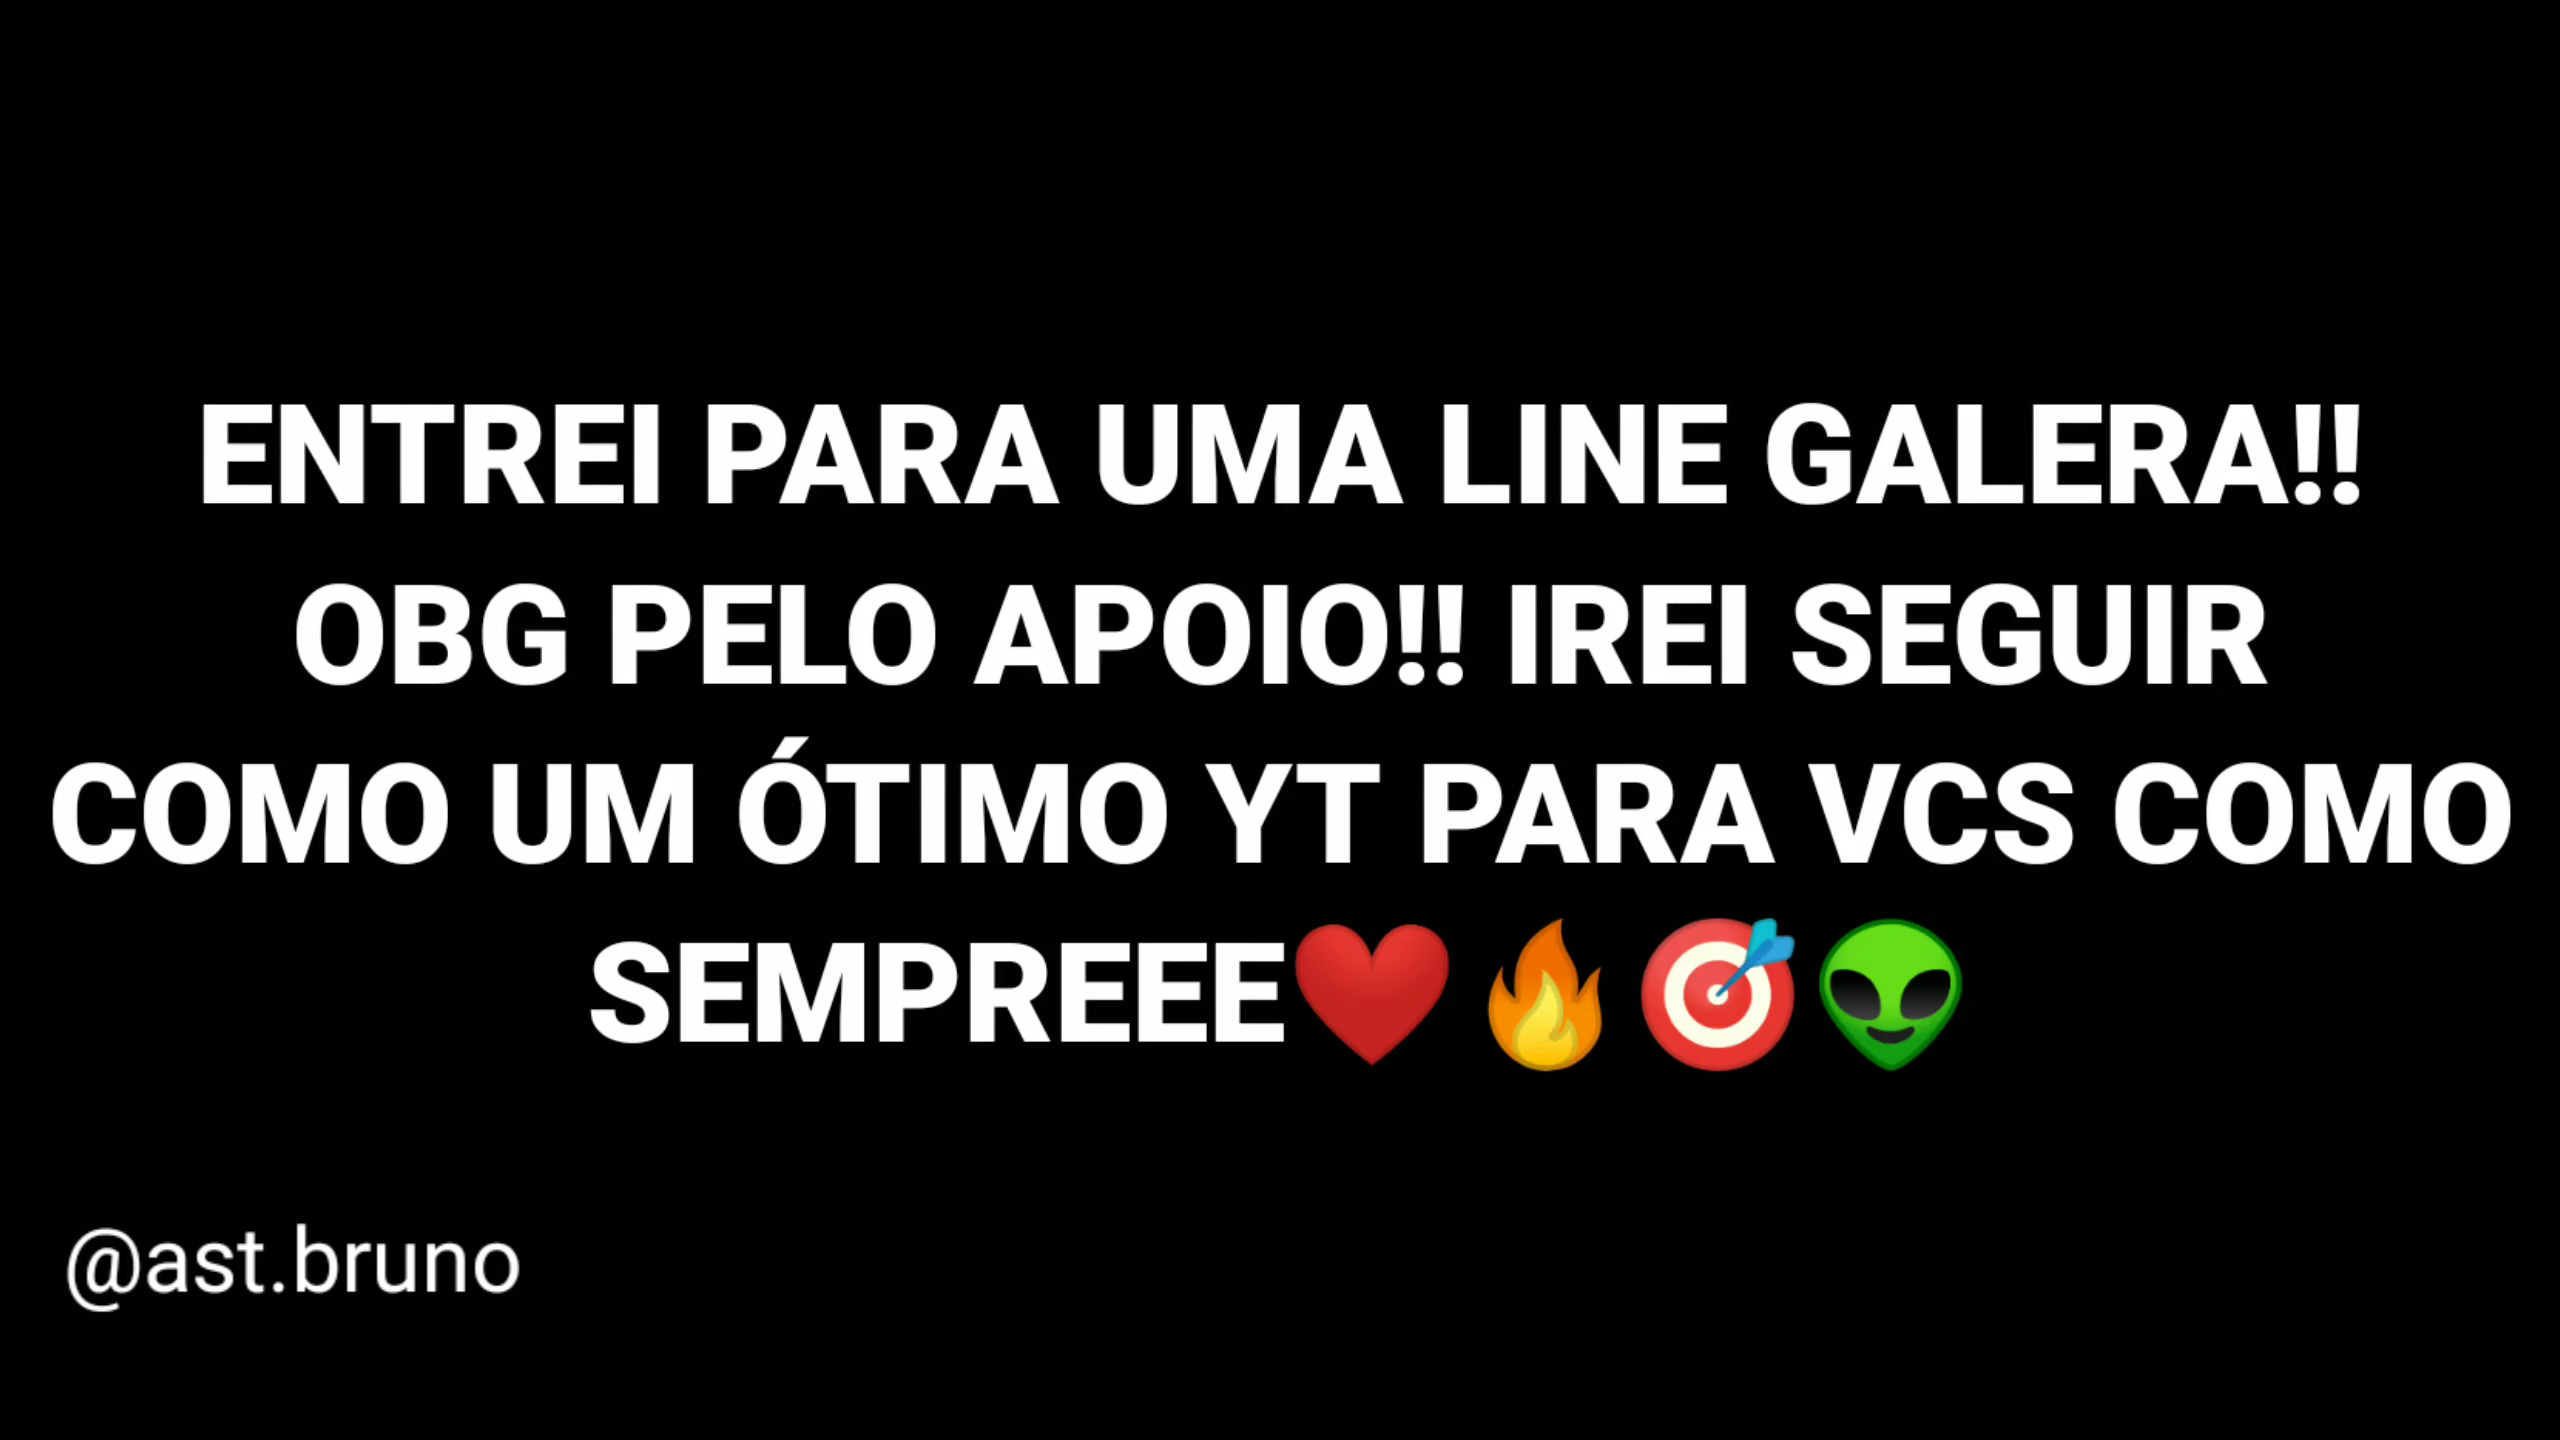 ENTREI PARA UMA LINE GALERA!!
OBG PELO APOIO!! IREI SEGUIR
COMO UM ÓTIMO YT PARA VCS COMO
SEMPREEE❤️🔥🎯👽
@ast.bruno